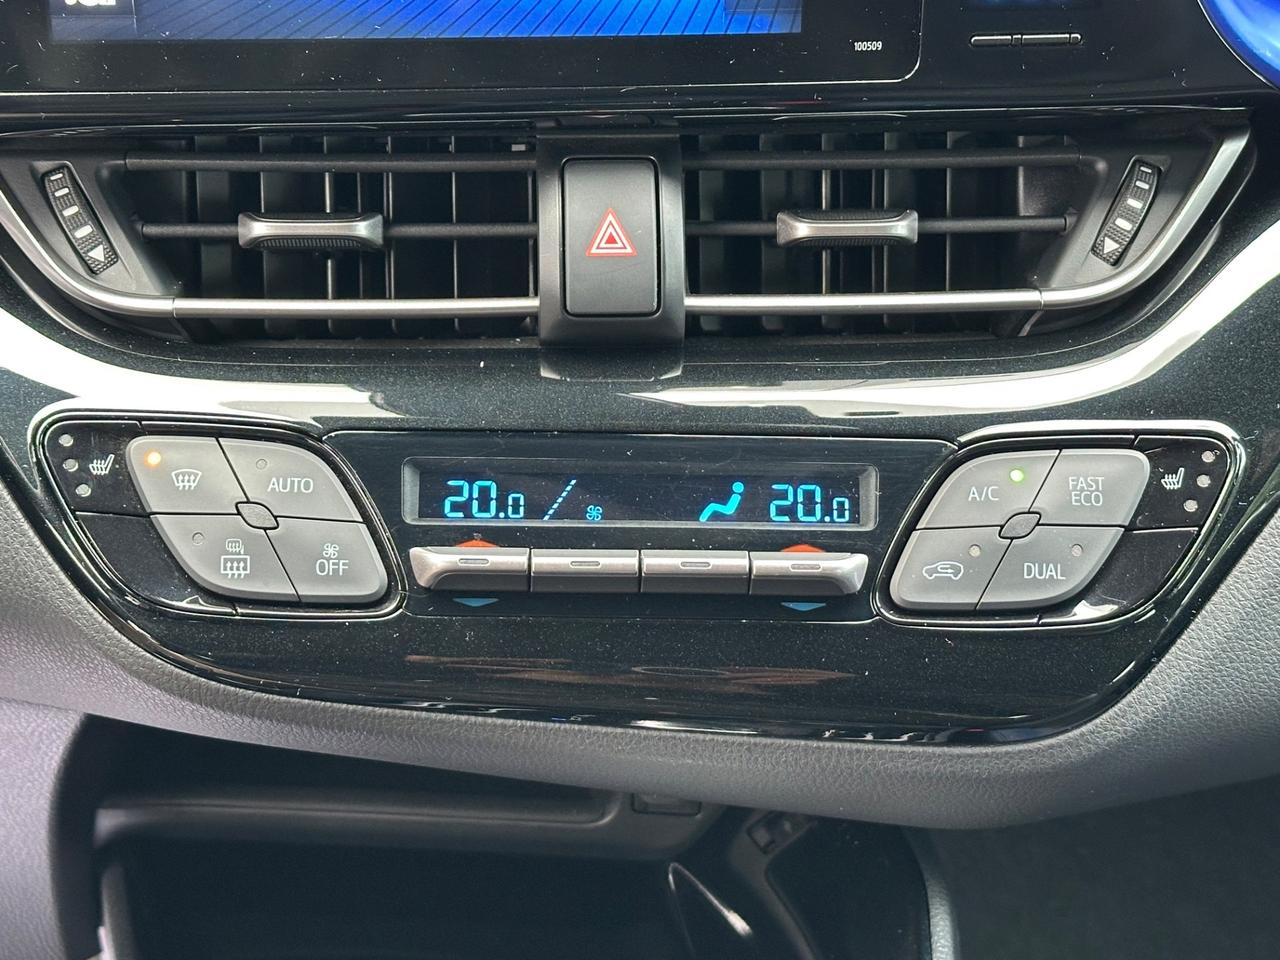 100509
AUTO
OFF
20.0
20.0
A/C
FAST
ECO
DUAL